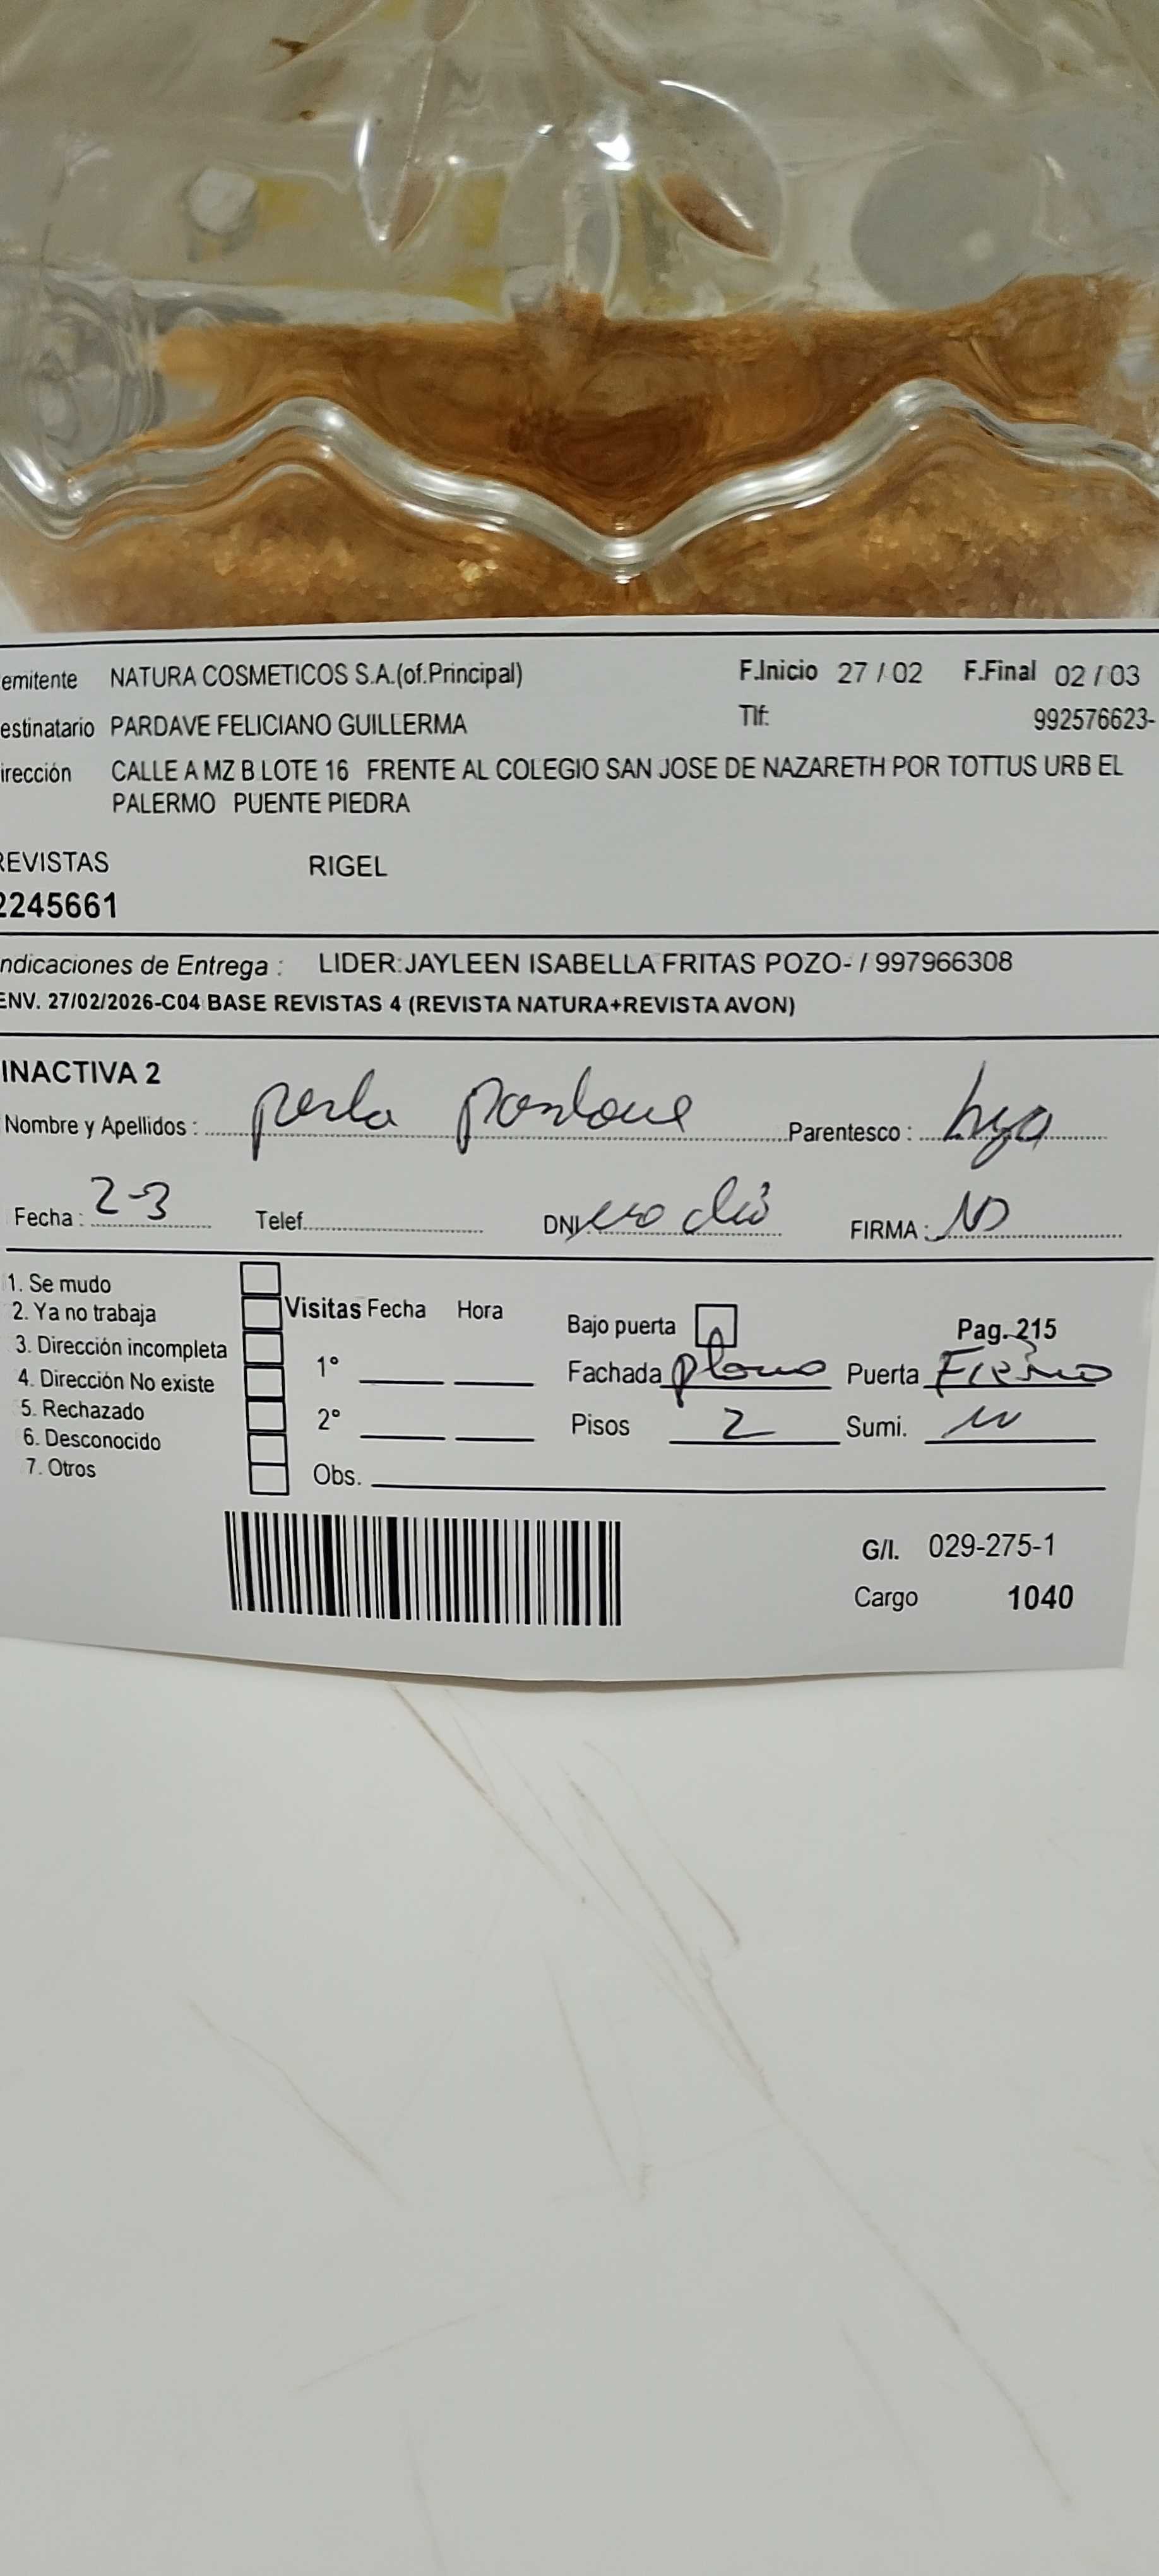 emitente NATURA COSMETICOS S.A.(of.Principal) F.Inicio 27 / 02 F.Final 02 / 03
estinatario PARDAVE FELICIANO GUILLERMA Tlf: 992576623-
irección CALLE A MZ B LOTE 16 FRENTE AL COLEGIO SAN JOSE DE NAZARETH POR TOTTUS URB EL
PALERMO PUENTE PIEDRA
REVISTAS RIGEL
2245661
ndicaciones de Entrega : LIDER:JAYLEEN ISABELLA FRITAS POZO- / 997966308
ENV. 27/02/2026-C04 BASE REVISTAS 4 (REVISTA NATURA+REVISTA AVON)
INACTIVA 2
Nombre y Apellidos : perla pardave Parentesco : hija
Fecha : 2-3 Telef. DNI no dió FIRMA :
1. Se mudo
2. Ya no trabaja Visitas Fecha Hora Bajo puerta Pag. 215
3. Dirección incompleta
4. Dirección No existe 1° Fachada plomo Puerta Fierro
5. Rechazado
6. Desconocido 2° Pisos 2 Sumi.
7. Otros Obs.
G/I. 029-275-1
Cargo 1040